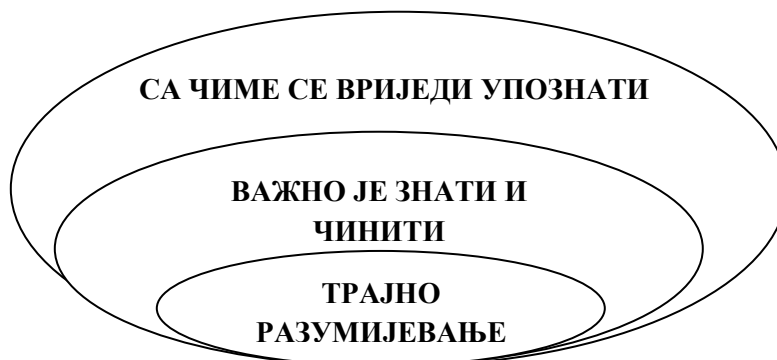 СА ЧИМЕ СЕ ВРИЈЕДИ УПОЗНАТИ
ВАЖНО ЈЕ ЗНАТИ И
ЧИНИТИ
ТРАЈНО
РАЗУМИЈЕВАЊЕ